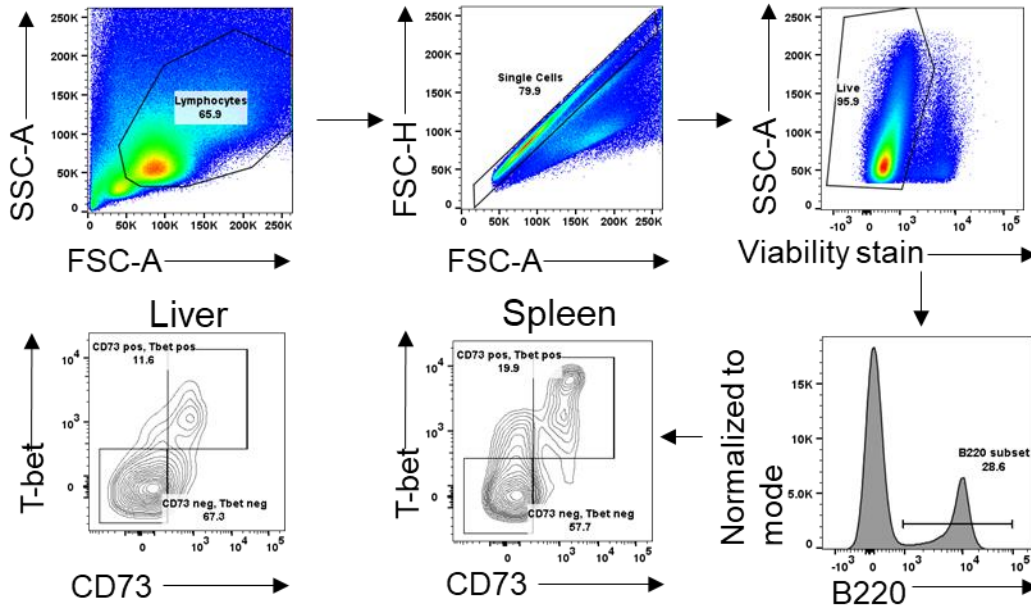 SSC-A
250K
200K
150K
100K
50K
0
Lymphocytes
65.9
0 50K 100K 150K 200K 250K
FSC-A
FSC-H
250K
200K
150K
100K
50K
0
Single Cells
79.9
0 50K 100K 150K 200K 250K
FSC-A
SSC-A
250K
200K
150K
100K
50K
0
Live
95.9
-10³ 10³ 10⁴ 10⁵
Viability stain
Liver
T-bet
10⁴
10³
0
CD73 pos, Tbet pos
11.6
CD73 neg, Tbet neg
67.3
0 10³ 10⁴
CD73
Spleen
T-bet
10⁴
10³
0
CD73 pos, Tbet pos
19.9
CD73 neg, Tbet neg
57.7
0 10³ 10⁴
CD73
Normalized to
mode
15K
10K
5.0K
0
B220 subset
28.6
-10³ 10³ 10⁴ 10⁵
B220